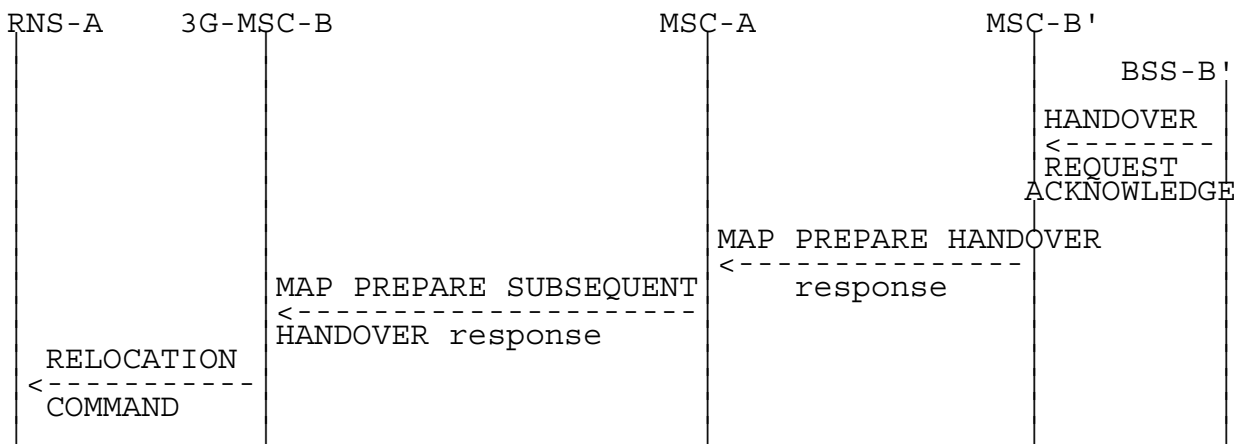 RNS-A 3G-MSC-B MSC-A MSC-B'
BSS-B'
HANDOVER
REQUEST
ACKNOWLEDGE
MAP PREPARE HANDOVER
response
MAP PREPARE SUBSEQUENT
HANDOVER response
RELOCATION
COMMAND